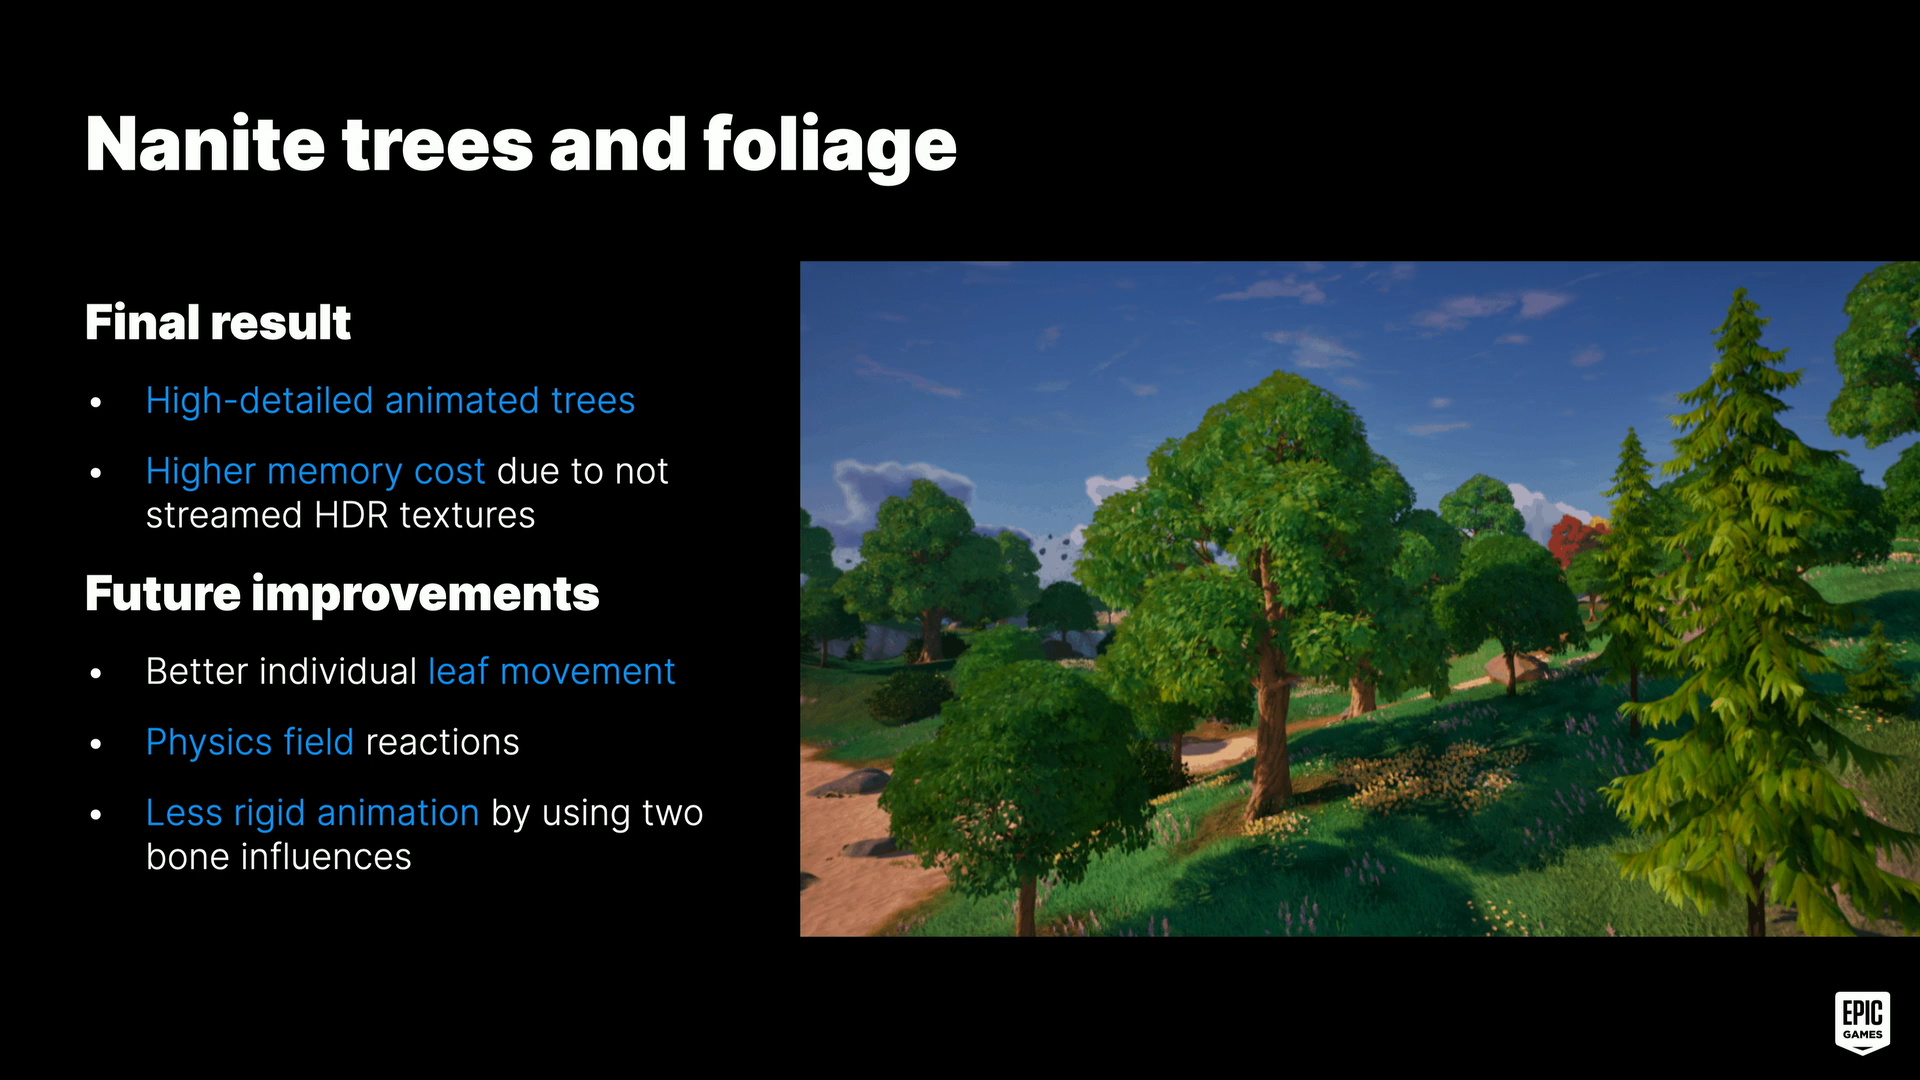 Nanite trees and foliage
Final result
• High-detailed animated trees
• Higher memory cost due to not
streamed HDR textures
Future improvements
• Better individual leaf movement
• Physics field reactions
• Less rigid animation by using two
bone influences
EPIC
GAMES